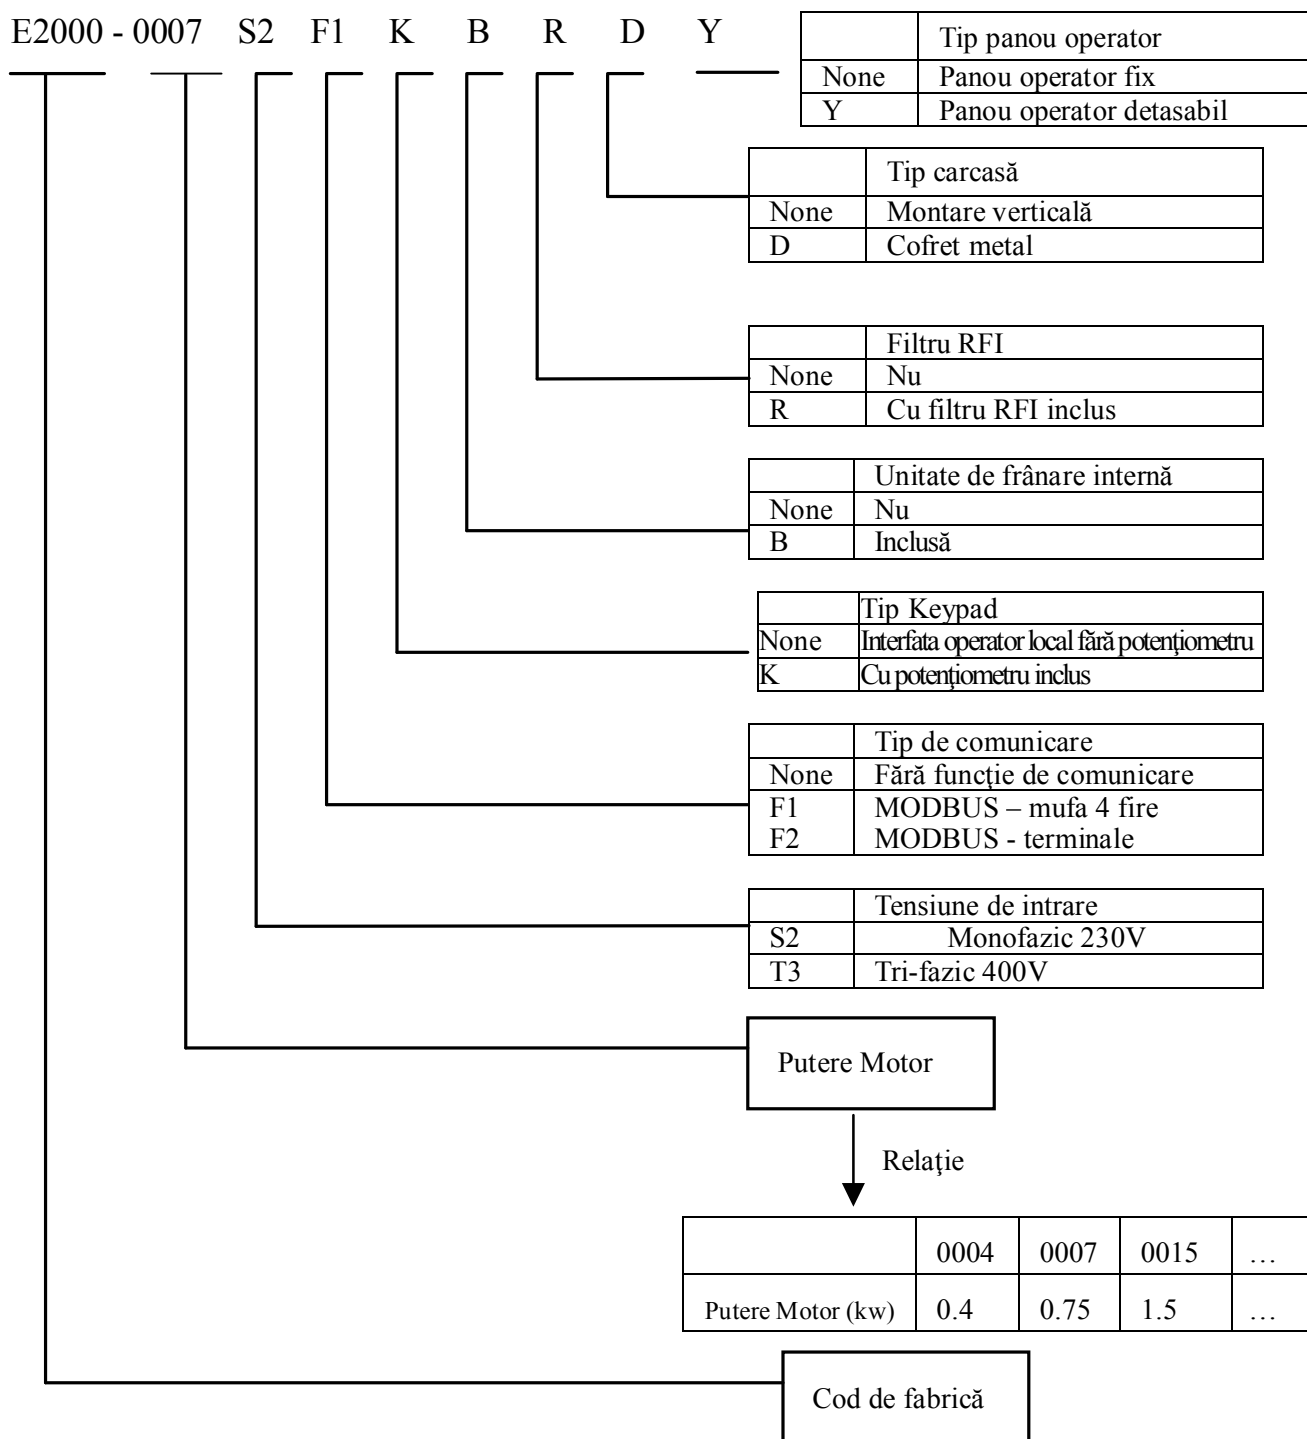 E2000 - 0007 S2 F1 K B R D Y
Tip panou operator
None Panou operator fix
Y Panou operator detasabil
Tip carcasă
None Montare verticală
D Cofret metal
Filtru RFI
None Nu
R Cu filtru RFI inclus
Unitate de frânare internă
None Nu
B Inclusă
Tip Keypad
None Interfata operator local fără potenţiometru
K Cu potenţiometru inclus
Tip de comunicare
None Fără funcţie de comunicare
F1 MODBUS – mufa 4 fire
F2 MODBUS - terminale
Tensiune de intrare
S2 Monofazic 230V
T3 Tri-fazic 400V
Putere Motor
Relaţie
0004 0007 0015 …
Putere Motor (kw) 0.4 0.75 1.5 …
Cod de fabrică